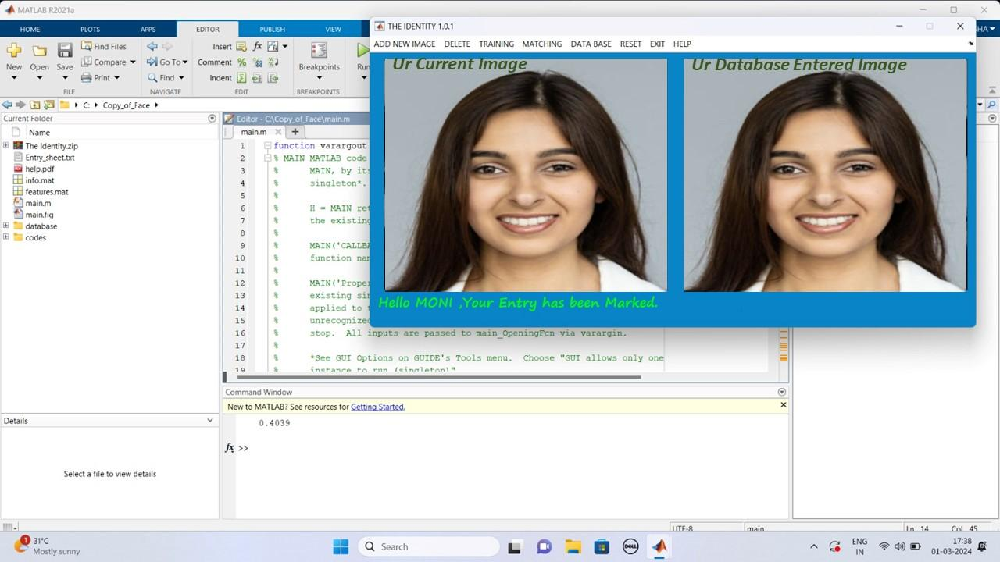 MATLAB R2021a
HOME PLOTS APPS EDITOR PUBLISH VIEW
New Open Save
Find Files
Compare
Print
FILE
Go To
Find
NAVIGATE
Insert fx
Comment %
Indent
EDIT
Breakpoints
BREAKPOINTS
Run
C: Copy_of_Face
Current Folder
Name
The Identity.zip
Entry_sheet.txt
help.pdf
info.mat
features.mat
main.m
main.fig
database
codes
Details
Select a file to view details
Editor - C:\Copy_of_Face\main.m
main.m
1 function varargout
2 % MAIN MATLAB code
3 % MAIN, by its
4 % singleton*.
5 %
6 % H = MAIN ret
7 % the existing
8 %
9 % MAIN('CALLBA
10 % function nam
11 %
12 % MAIN('Proper
13 % existing sin
14 % applied to t
15 % unrecognized
16 % stop. All inputs are passed to main_OpeningFcn via varargin.
17 %
18 % *See GUI Options on GUIDE's Tools menu. Choose "GUI allows only one
19 % instance to run (singleton)"
THE IDENTITY 1.0.1
ADD NEW IMAGE DELETE TRAINING MATCHING DATA BASE RESET EXIT HELP
Ur Current Image
Ur Database Entered Image
Hello MONI ,Your Entry has been Marked.
Command Window
New to MATLAB? See resources for Getting Started.
0.4039
fx >>
UTF-8 main Ln 14 Col 45
1
31°C
Mostly sunny
Search
DELL
ENG
IN
17:38
01-03-2024